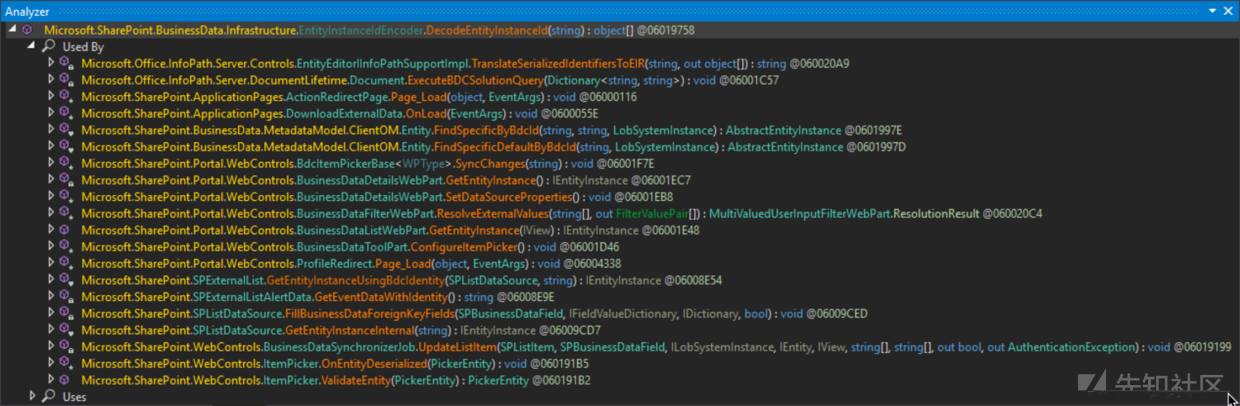 Analyzer
Microsoft.SharePoint.BusinessData.Infrastructure.EntityInstanceIdEncoder.DecodeEntityInstanceId(string) : object[] @06019758
Used By
Microsoft.Office.InfoPath.Server.Controls.EntityEditorIInfoPathSupportImpl.TranslateSerializedIdentifiersToEIR(string, out object[]) : string @060020A9
Microsoft.Office.InfoPath.Server.DocumentLifetime.Document.ExecuteBDCSolutionQuery(Dictionary<string, string>) : void @06001C57
Microsoft.SharePoint.ApplicationPages.ActionRedirectPage.Page_Load(object, EventArgs) : void @06000116
Microsoft.SharePoint.ApplicationPages.DownloadExternalData.OnLoad(EventArgs) : void @0600055E
Microsoft.SharePoint.BusinessData.MetadataModel.ClientOM.Entity.FindSpecificByBdcId(string, string, LobSystemInstance) : AbstractEntityInstance @0601997E
Microsoft.SharePoint.BusinessData.MetadataModel.ClientOM.Entity.FindSpecificDefaultByBdcId(string, LobSystemInstance) : AbstractEntityInstance @0601997D
Microsoft.SharePoint.Portal.WebControls.BdcItemPickerBase<WPType>.SyncChanges(string) : void @06001F7E
Microsoft.SharePoint.Portal.WebControls.BusinessDataDetailsWebPart.GetEntityInstance() : IEntityInstance @06001EC7
Microsoft.SharePoint.Portal.WebControls.BusinessDataDetailsWebPart.SetDataSourceProperties() : void @06001EB8
Microsoft.SharePoint.Portal.WebControls.BusinessDataFilterWebPart.ResolveExternalValues(string[], out FilterValuePair[]) : MultiValuedUserInputFilterWebPart.ResolutionResult @060020C4
Microsoft.SharePoint.Portal.WebControls.BusinessDataListWebPart.GetEntityInstance(IView) : IEntityInstance @06001E48
Microsoft.SharePoint.Portal.WebControls.BusinessDataToolPart.ConfigureItemPicker() : void @06001D46
Microsoft.SharePoint.Portal.WebControls.ProfileRedirect.Page_Load(object, EventArgs) : void @06004338
Microsoft.SharePoint.SPExternalList.GetEntityInstanceUsingBdcIdentity(SPListDataSource, string) : IEntityInstance @06008E54
Microsoft.SharePoint.SPExternalListAlertData.GetEventDataWithIdentity() : string @06008E9E
Microsoft.SharePoint.SPListDataSource.FillBusinessDataForeignKeyFields(SPBusinessDataField, IFieldValueDictionary, IDictionary, bool) : void @06009CED
Microsoft.SharePoint.SPListDataSource.GetEntityInstanceInternal(string) : IEntityInstance @06009CD7
Microsoft.SharePoint.WebControls.BusinessDataSynchronizerJob.UpdateListItem(SPListItem, SPBusinessDataField, ILobSystemInstance, IEntity, IView, string[], string[], out bool, out AuthenticationException) : void @06019199
Microsoft.SharePoint.WebControls.ItemPicker.OnEntityDeserialized(PickerEntity) : void @060191B5
Microsoft.SharePoint.WebControls.ItemPicker.ValidateEntity(PickerEntity) : PickerEntity @060191B2
Uses
先知社区